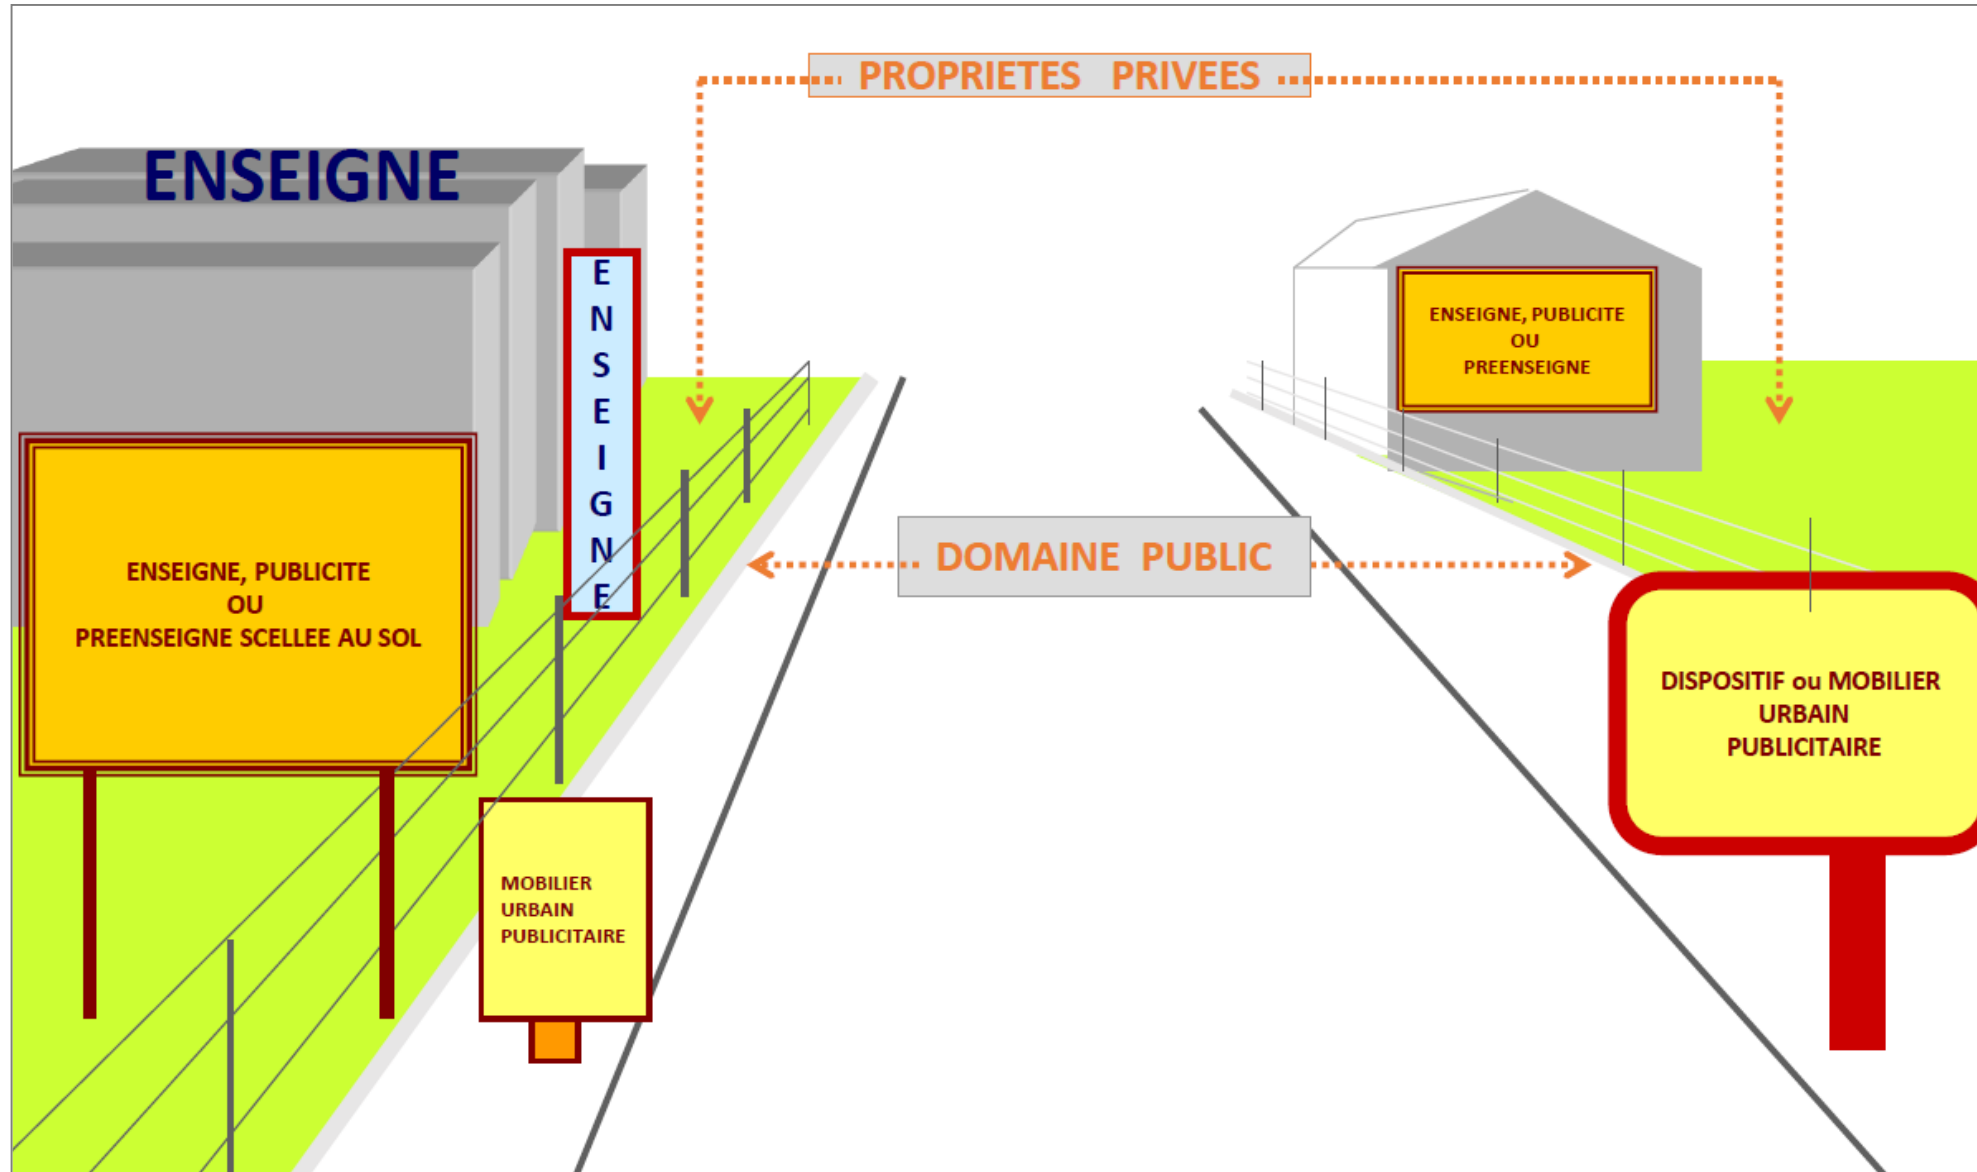 PROPRIETES PRIVEES
ENSEIGNE
ENSEIGNE
ENSEIGNE, PUBLICITE
OU
PREENSEIGNE
ENSEIGNE, PUBLICITE
OU
PREENSEIGNE SCELLEE AU SOL
DOMAINE PUBLIC
DISPOSITIF ou MOBILIER
URBAIN
PUBLICITAIRE
MOBILIER
URBAIN
PUBLICITAIRE